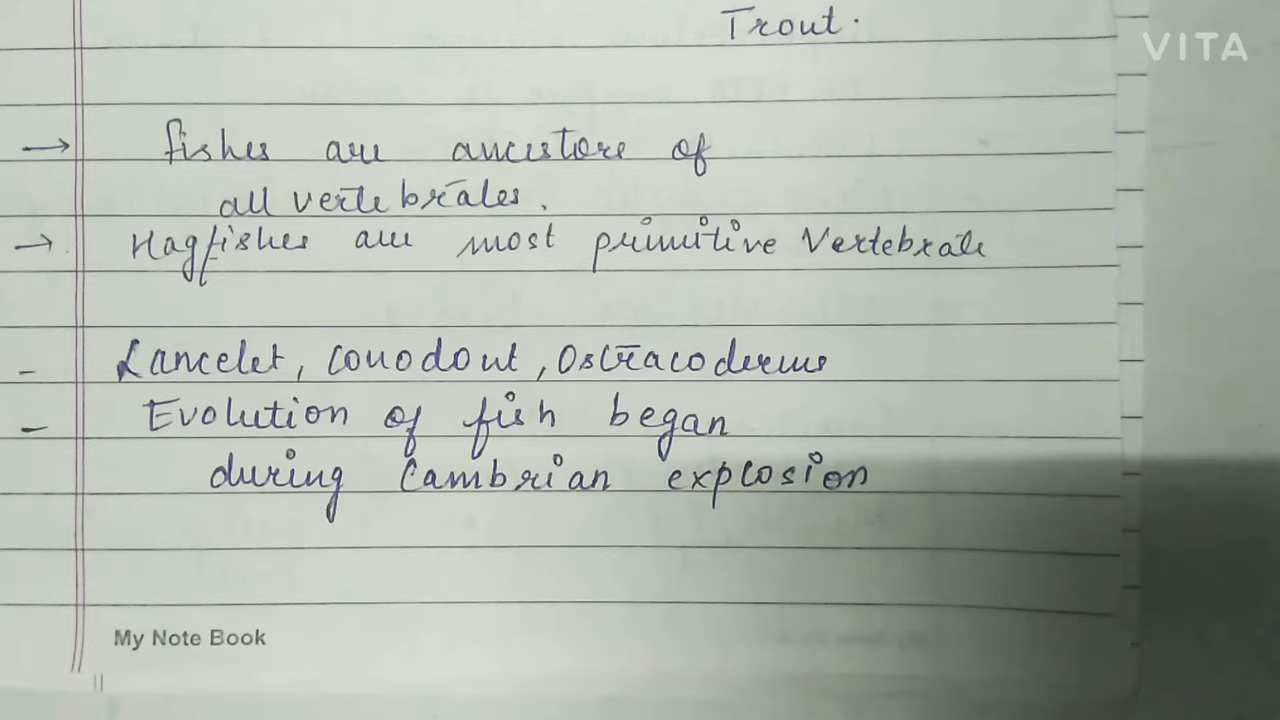 Trout.
VITA
→ fishes are ancestors of
all vertebrates.
→ Hagfishes are most primitive Vertebrate
- Lancelet, conodont, Ostracoderms
- Evolution of fish began
during Cambrian explosion
My Note Book